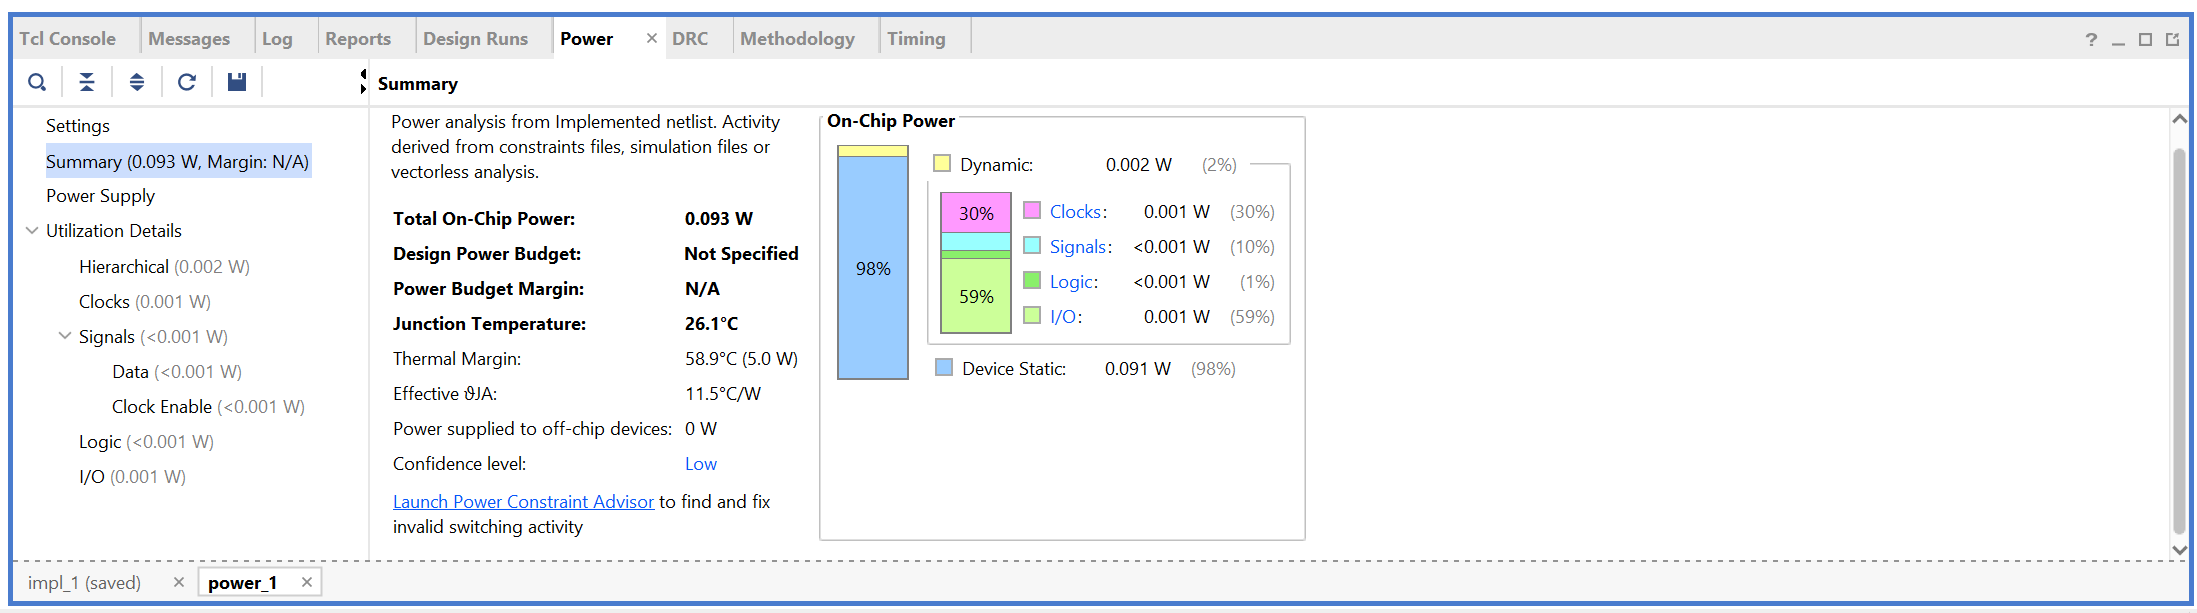 Tcl Console Messages Log Reports Design Runs Power × DRC Methodology Timing ?
Summary
Settings
Summary (0.093 W, Margin: N/A)
Power Supply
Utilization Details
Hierarchical (0.002 W)
Clocks (0.001 W)
Signals (<0.001 W)
Data (<0.001 W)
Clock Enable (<0.001 W)
Logic (<0.001 W)
I/O (0.001 W)
Power analysis from Implemented netlist. Activity
derived from constraints files, simulation files or
vectorless analysis.
Total On-Chip Power: 0.093 W
Design Power Budget: Not Specified
Power Budget Margin: N/A
Junction Temperature: 26.1°C
Thermal Margin: 58.9°C (5.0 W)
Effective ϑJA: 11.5°C/W
Power supplied to off-chip devices: 0 W
Confidence level: Low
Launch Power Constraint Advisor to find and fix
invalid switching activity
On-Chip Power
98%
Dynamic: 0.002 W (2%)
30%
59%
Clocks: 0.001 W (30%)
Signals: <0.001 W (10%)
Logic: <0.001 W (1%)
I/O: 0.001 W (59%)
Device Static: 0.091 W (98%)
impl_1 (saved) × power_1 ×